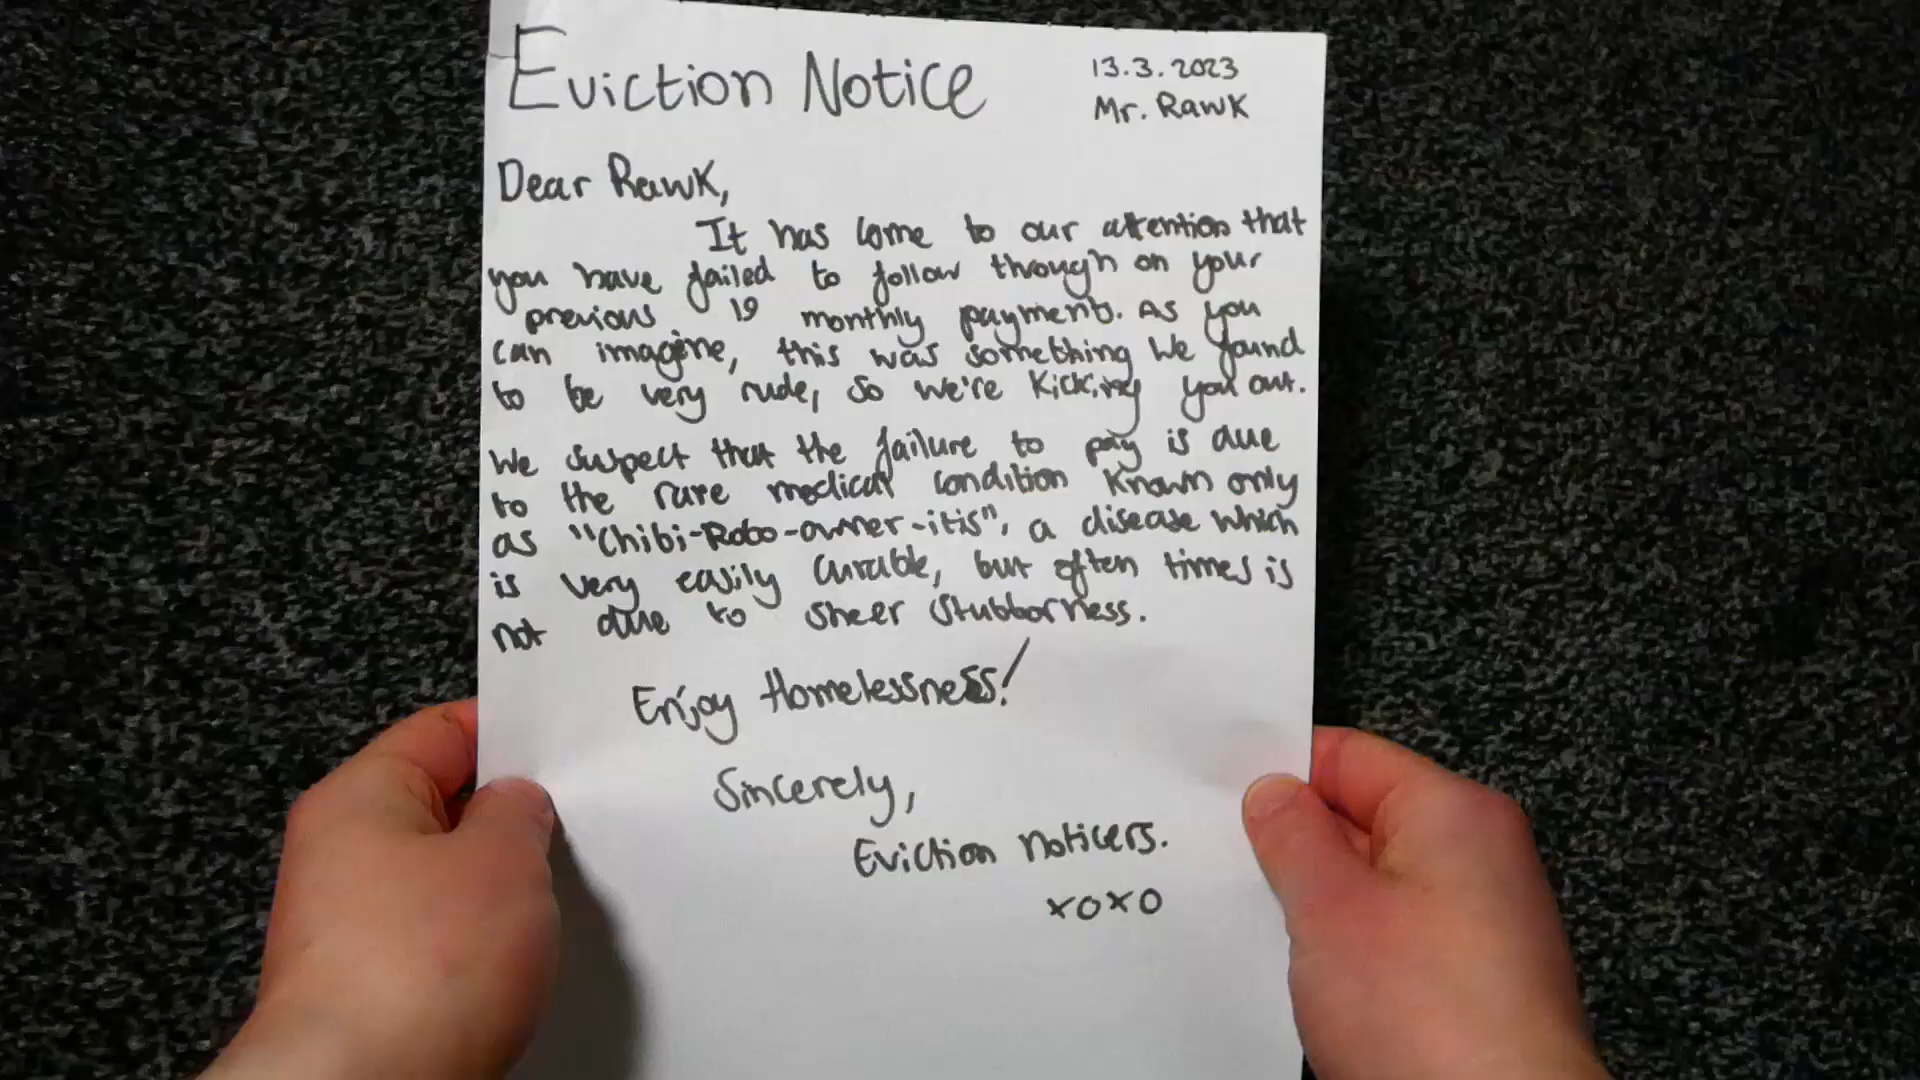 Eviction Notice
13.3.2023
Mr. Rawk
Dear Rawk,
It has come to our attention that
you have failed to follow through on your
previous 19 monthly payments. As you
can imagine, this was something we found
to be very rude, so we're kicking you out.
We suspect that the failure to pay is due
to the rare medical condition known only
as "Chibi-Robo-owner-itis", a disease which
is very easily curable, but often times is
not due to sheer stubborness.
Enjoy Homelessness!
Sincerely,
Eviction noticers.
xoxo